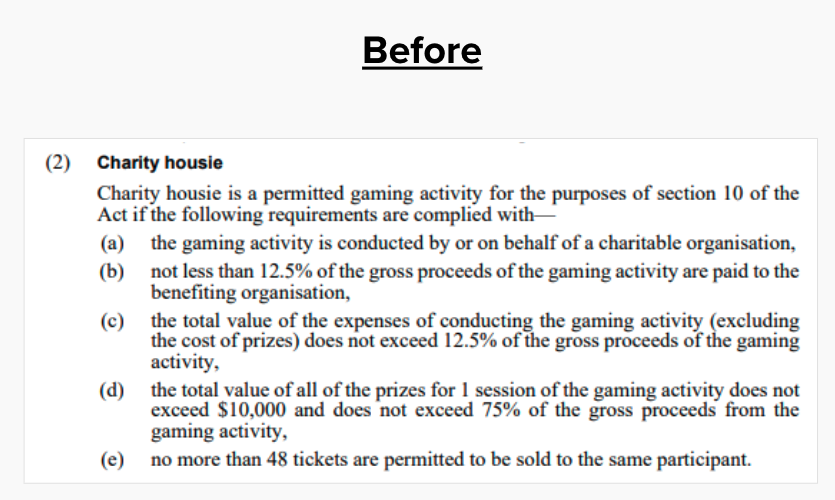 Before
(2) Charity housie
Charity housie is a permitted gaming activity for the purposes of section 10 of the
Act if the following requirements are complied with—
(a) the gaming activity is conducted by or on behalf of a charitable organisation,
(b) not less than 12.5% of the gross proceeds of the gaming activity are paid to the
benefiting organisation,
(c) the total value of the expenses of conducting the gaming activity (excluding
the cost of prizes) does not exceed 12.5% of the gross proceeds of the gaming
activity,
(d) the total value of all of the prizes for 1 session of the gaming activity does not
exceed $10,000 and does not exceed 75% of the gross proceeds from the
gaming activity,
(e) no more than 48 tickets are permitted to be sold to the same participant.